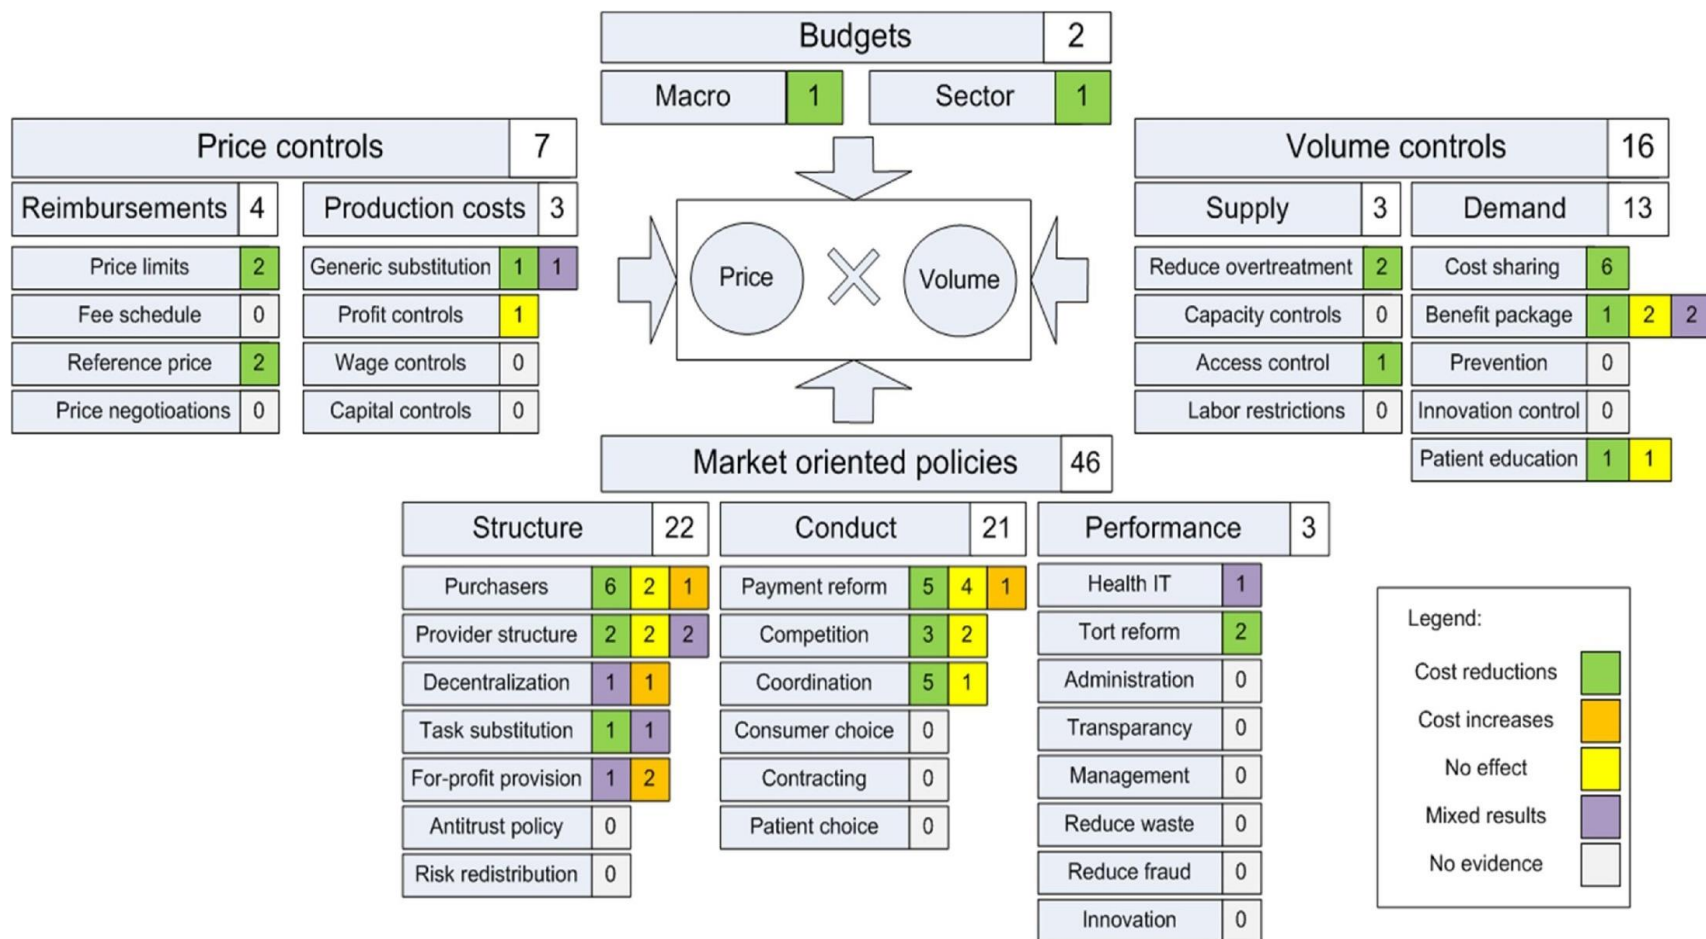 Budgets 2
Macro 1 Sector 1
Price controls 7
Reimbursements 4 Production costs 3
Price limits 2 Generic substitution 1 1
Fee schedule 0 Profit controls 1
Reference price 2 Wage controls 0
Price negotioations 0 Capital controls 0
Price Volume
Volume controls 16
Supply 3 Demand 13
Reduce overtreatment 2 Cost sharing 6
Capacity controls 0 Benefit package 1 2 2
Access control 1 Prevention 0
Labor restrictions 0 Innovation control 0
Patient education 1 1
Market oriented policies 46
Structure 22 Conduct 21 Performance 3
Purchasers 6 2 1 Payment reform 5 4 1 Health IT 1
Provider structure 2 2 2 Competition 3 2 Tort reform 2
Decentralization 1 1 Coordination 5 1 Administration 0
Task substitution 1 1 Consumer choice 0 Transparancy 0
For-profit provision 1 2 Contracting 0 Management 0
Antitrust policy 0 Patient choice 0 Reduce waste 0
Risk redistribution 0 Reduce fraud 0
Innovation 0
Legend:
Cost reductions
Cost increases
No effect
Mixed results
No evidence